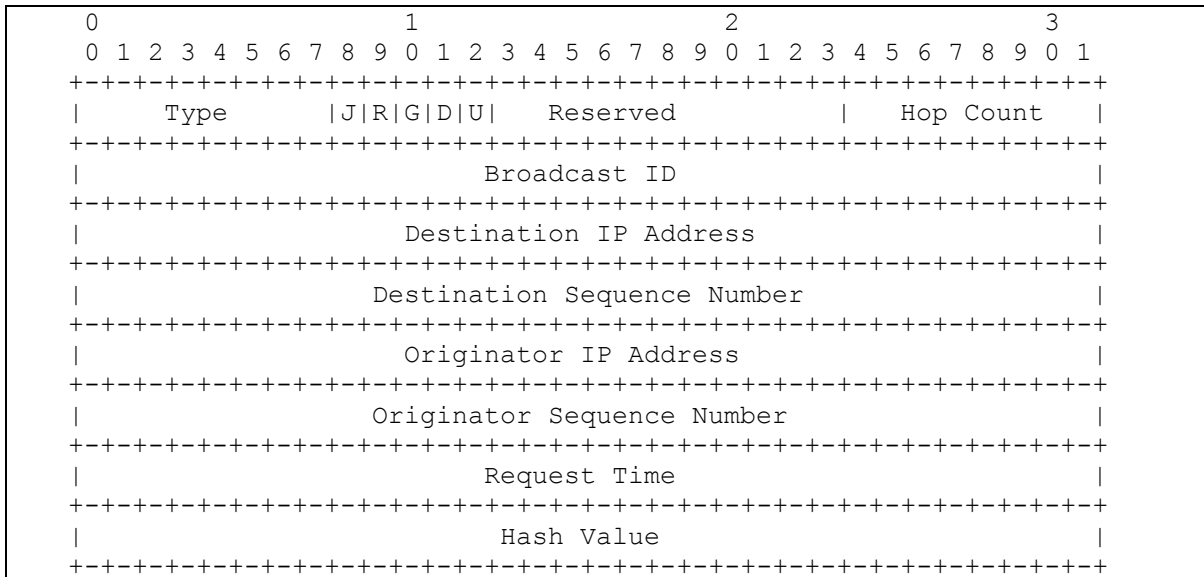 0                   1                   2                   3
0 1 2 3 4 5 6 7 8 9 0 1 2 3 4 5 6 7 8 9 0 1 2 3 4 5 6 7 8 9 0 1
+-+-+-+-+-+-+-+-+-+-+-+-+-+-+-+-+-+-+-+-+-+-+-+-+-+-+-+-+-+-+-+-+
|     Type      |J|R|G|D|U|   Reserved          |   Hop Count   |
+-+-+-+-+-+-+-+-+-+-+-+-+-+-+-+-+-+-+-+-+-+-+-+-+-+-+-+-+-+-+-+-+
|                         Broadcast ID                          |
+-+-+-+-+-+-+-+-+-+-+-+-+-+-+-+-+-+-+-+-+-+-+-+-+-+-+-+-+-+-+-+-+
|                    Destination IP Address                     |
+-+-+-+-+-+-+-+-+-+-+-+-+-+-+-+-+-+-+-+-+-+-+-+-+-+-+-+-+-+-+-+-+
|                  Destination Sequence Number                  |
+-+-+-+-+-+-+-+-+-+-+-+-+-+-+-+-+-+-+-+-+-+-+-+-+-+-+-+-+-+-+-+-+
|                    Originator IP Address                      |
+-+-+-+-+-+-+-+-+-+-+-+-+-+-+-+-+-+-+-+-+-+-+-+-+-+-+-+-+-+-+-+-+
|                  Originator Sequence Number                   |
+-+-+-+-+-+-+-+-+-+-+-+-+-+-+-+-+-+-+-+-+-+-+-+-+-+-+-+-+-+-+-+-+
|                         Request Time                          |
+-+-+-+-+-+-+-+-+-+-+-+-+-+-+-+-+-+-+-+-+-+-+-+-+-+-+-+-+-+-+-+-+
|                          Hash Value                           |
+-+-+-+-+-+-+-+-+-+-+-+-+-+-+-+-+-+-+-+-+-+-+-+-+-+-+-+-+-+-+-+-+